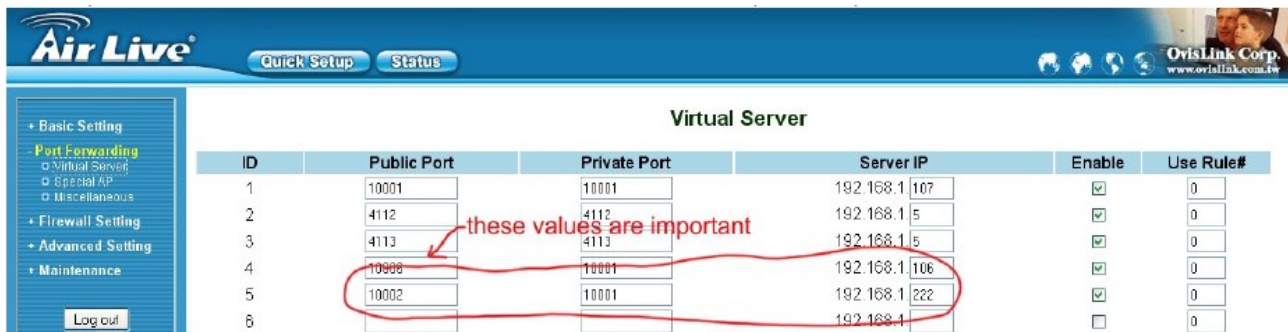 Air Live
Quick Setup Status
OvisLink Corp.
www.ovislink.com.tw
+ Basic Setting
- Port Forwarding
Virtual Server
Special AP
Miscellaneous
+ Firewall Setting
+ Advanced Setting
+ Maintenance
Log out
Virtual Server
ID Public Port Private Port Server IP Enable Use Rule#
1 10001 10001 192.168.1.107 0
2 4112 4112 192.168.1.5 0
these values are important
3 4113 4113 192.168.1.5 0
4 10001 192.168.1.106 0
5 10002 10001 192.168.1.222 0
6 192.168.1. 0